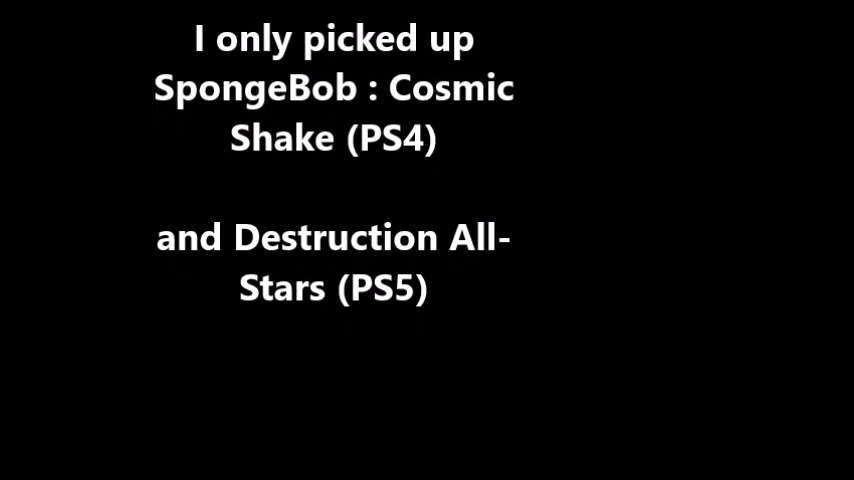 I only picked up
SpongeBob : Cosmic
Shake (PS4)
and Destruction All-
Stars (PS5)